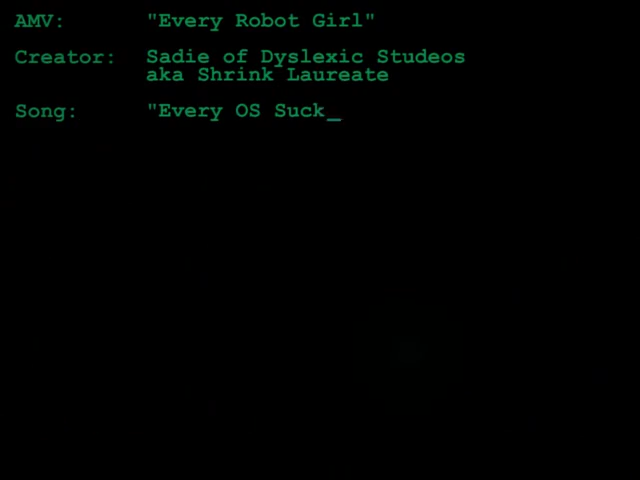 AMV: "Every Robot Girl"
Creator: Sadie of Dyslexic Studeos
aka Shrink Laureate
Song: "Every OS Suck_